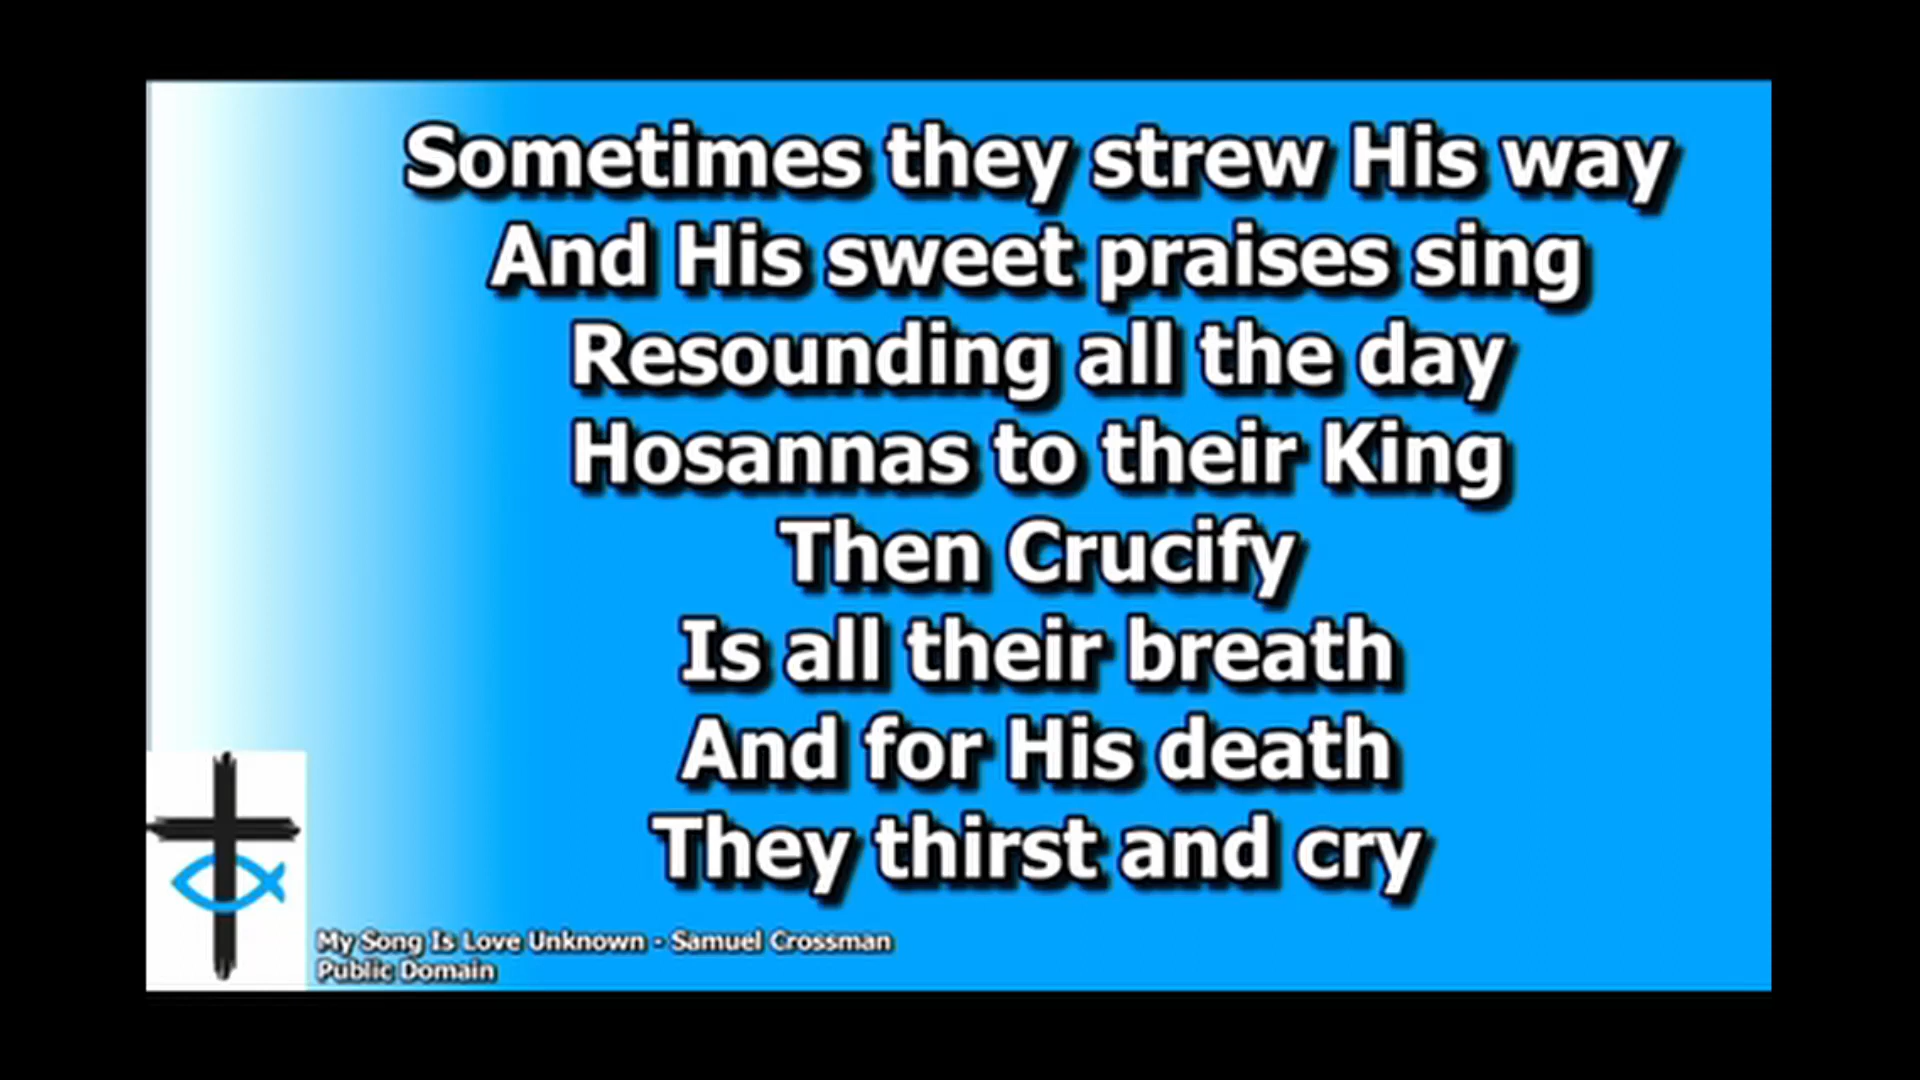 Sometimes they strew His way
And His sweet praises sing
Resounding all the day
Hosannas to their King
Then Crucify
Is all their breath
And for His death
They thirst and cry
My Song Is Love Unknown - Samuel Crossman
Public Domain